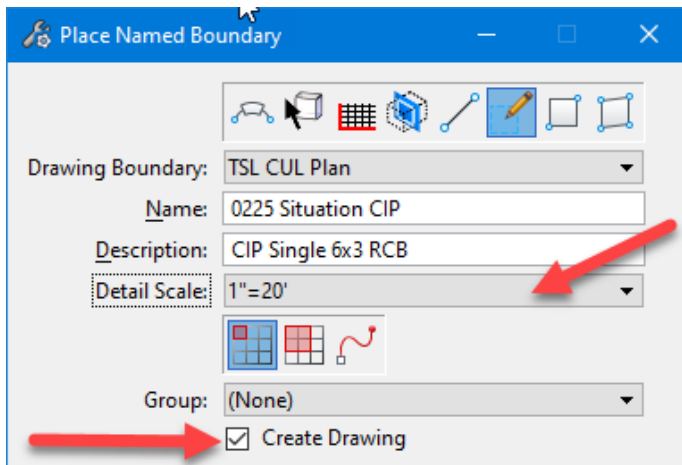 Place Named Boundary
Drawing Boundary: TSL CUL Plan
Name: 0225 Situation CIP
Description: CIP Single 6x3 RCB
Detail Scale: 1"=20'
Group: (None)
Create Drawing